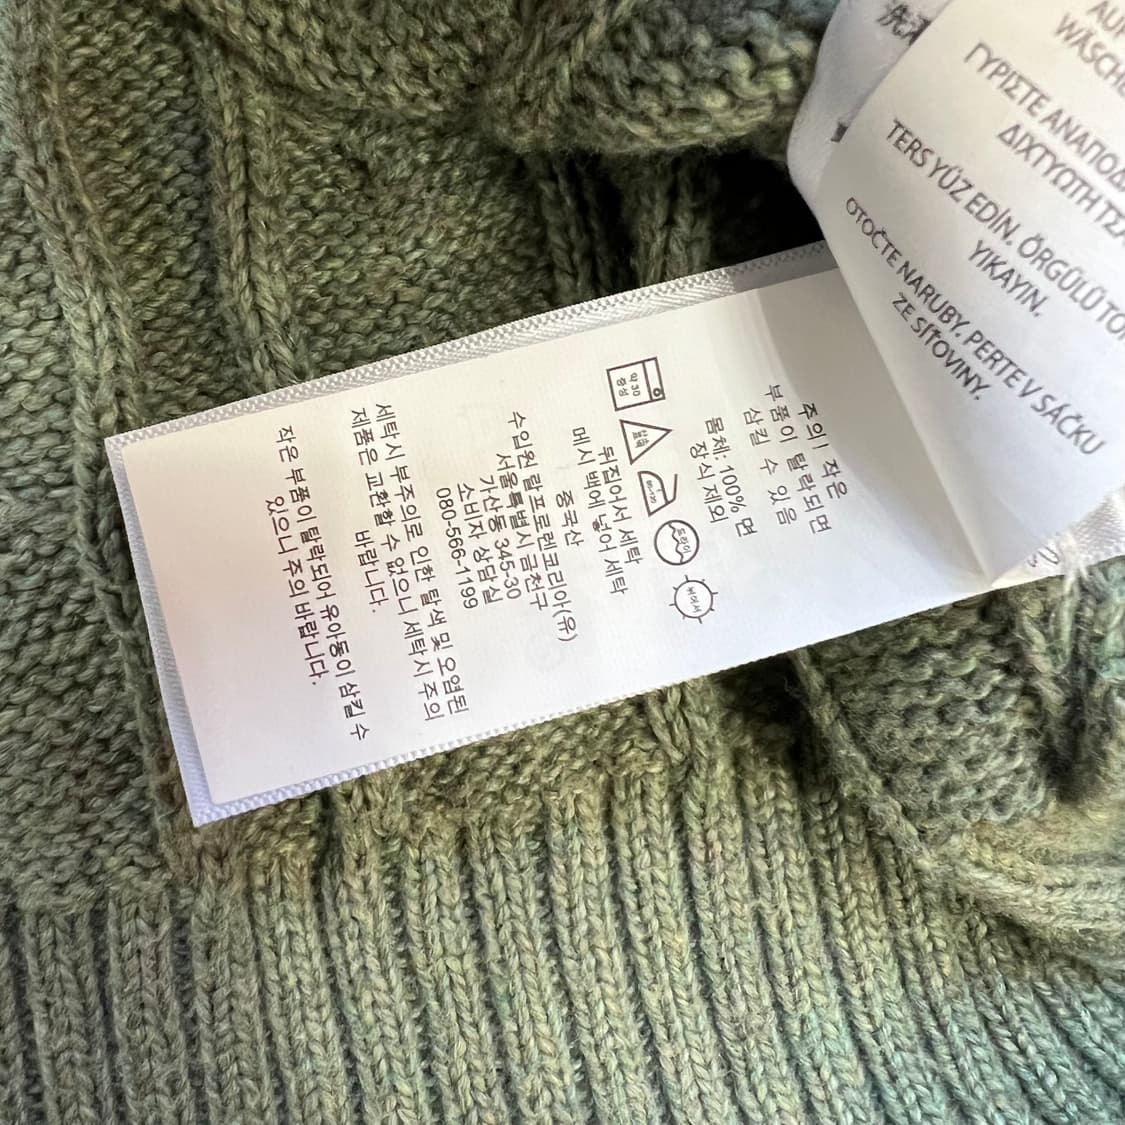 주의! 작은
부품이 탈락되면
삼킬 수 있음
몸체: 100% 면
장식 제외
약 30
중성
뒤집어서 세탁
메시 백에 넣어 세탁
중국산
수입원 랄프로렌코리아(유)
서울특별시 금천구
가산동 345-30
소비자 상담실
080-566-1199
세탁시 부주의로 인한 탈색 및 오염된
제품은 교환할 수 없으니 세탁시 주의
바랍니다.
작은 부품이 탈락되어 유아동이 삼킬 수
있으니 주의 바랍니다.
WÄSCHE
ΓΥΡΙΣΤΕ ΑΝΑΠΟΔ
ΔΙΧΤΥΩΤΗ ΤΣΑ
TERS YÜZ EDİN. ÖRGÜLÜ TO
YIKAYIN.
OTOČTE NARUBY. PERTE V SÁČKU
ZE SÍŤOVINY.